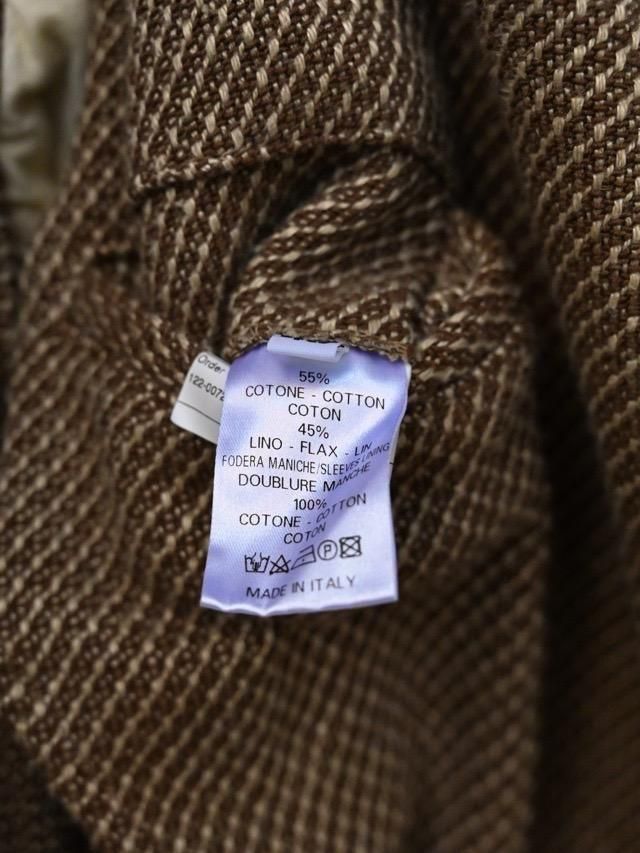 Order
122-0072
55%
COTONE - COTTON
COTON
45%
LINO - FLAX - LIN
FODERA MANICHE/SLEEVES LINING
DOUBLURE MANCHE
100%
COTONE - COTTON
COTON
P
MADE IN ITALY